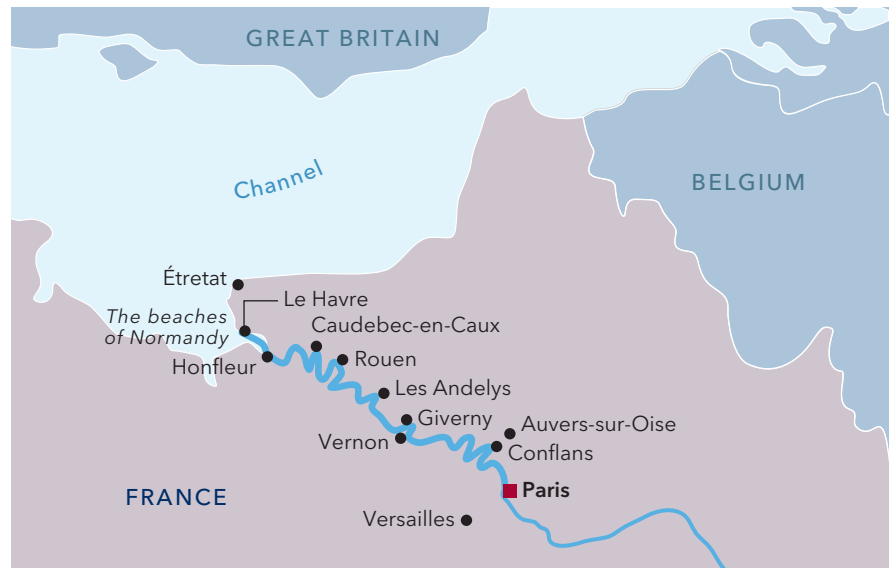 GREAT BRITAIN
Channel
BELGIUM
Étretat
Le Havre
The beaches
of Normandy
Caudebec-en-Caux
Honfleur
Rouen
Les Andelys
Giverny
Auvers-sur-Oise
Vernon
Conflans
FRANCE
Paris
Versailles